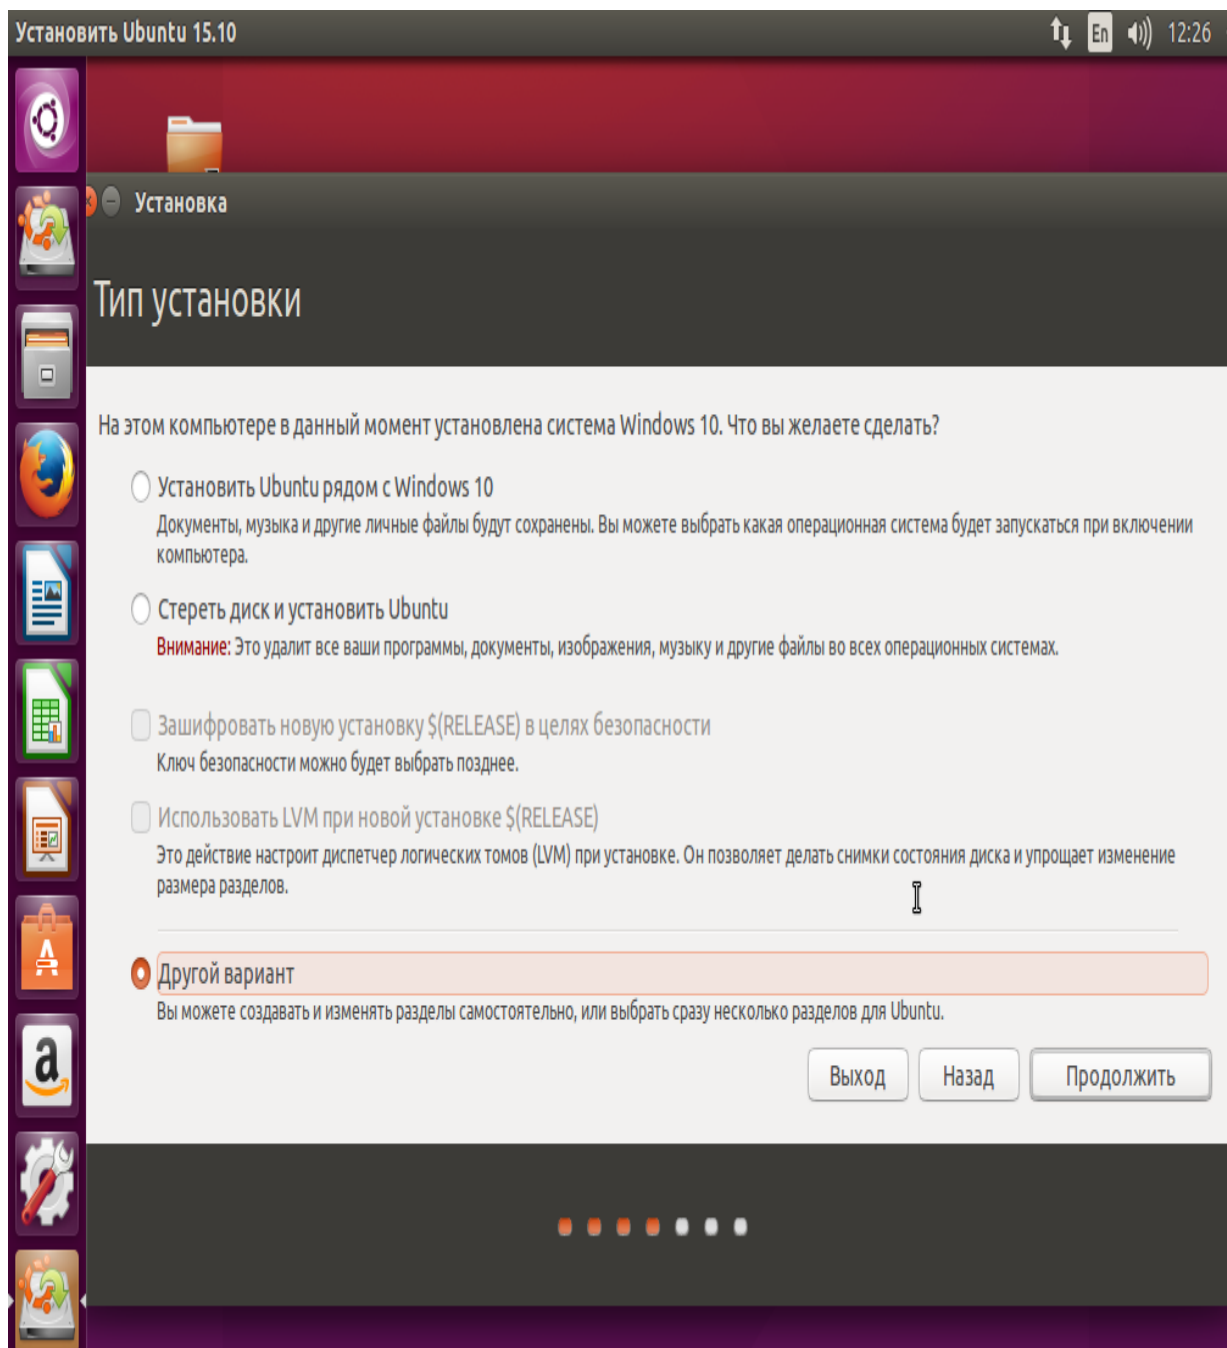 Установить Ubuntu 15.10
En
12:26
Установка
Тип установки
На этом компьютере в данный момент установлена система Windows 10. Что вы желаете сделать?
Установить Ubuntu рядом с Windows 10
Документы, музыка и другие личные файлы будут сохранены. Вы можете выбрать какая операционная система будет запускаться при включении
компьютера.
Стереть диск и установить Ubuntu
Внимание: Это удалит все ваши программы, документы, изображения, музыку и другие файлы во всех операционных системах.
Зашифровать новую установку $(RELEASE) в целях безопасности
Ключ безопасности можно будет выбрать позднее.
Использовать LVM при новой установке $(RELEASE)
Это действие настроит диспетчер логических томов (LVM) при установке. Он позволяет делать снимки состояния диска и упрощает изменение
размера разделов.
Другой вариант
Вы можете создавать и изменять разделы самостоятельно, или выбрать сразу несколько разделов для Ubuntu.
Выход
Назад
Продолжить